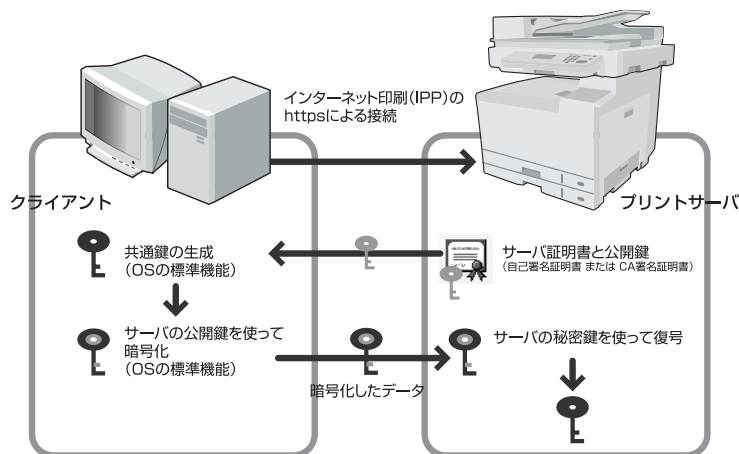 インターネット印刷(IPP)の
httpsによる接続
クライアント
プリントサーバ
共通鍵の生成
(OSの標準機能)
サーバ証明書と公開鍵
(自己署名証明書 または CA署名証明書)
サーバの公開鍵を使って
暗号化
(OSの標準機能)
暗号化したデータ
サーバの秘密鍵を使って復号